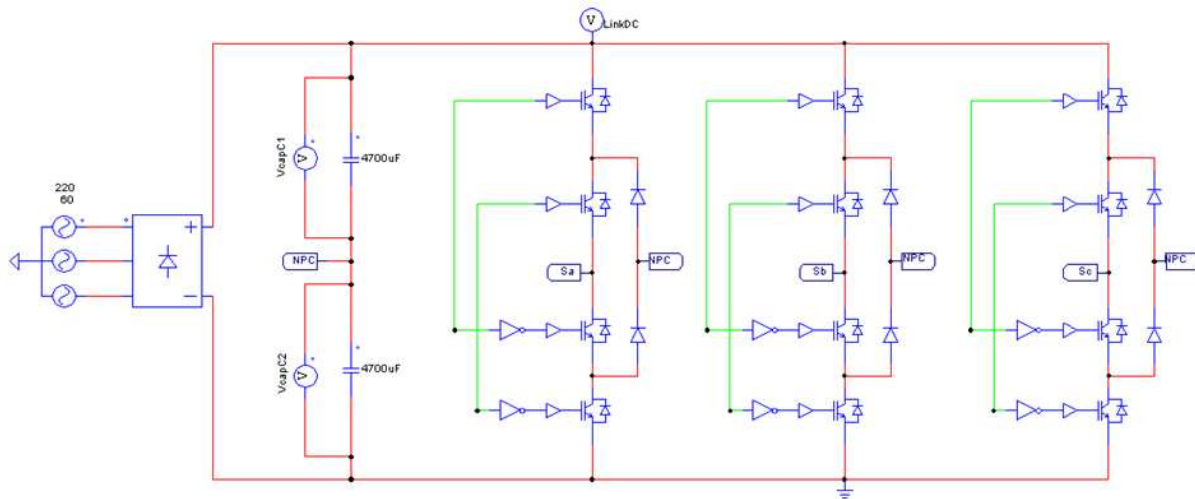 V
LinkDC
VcapC1
V
4700uF
220
60
+
NPC
Sa
NPC
Sb
NPC
Sc
NPC
−
VcapC2
V
4700uF